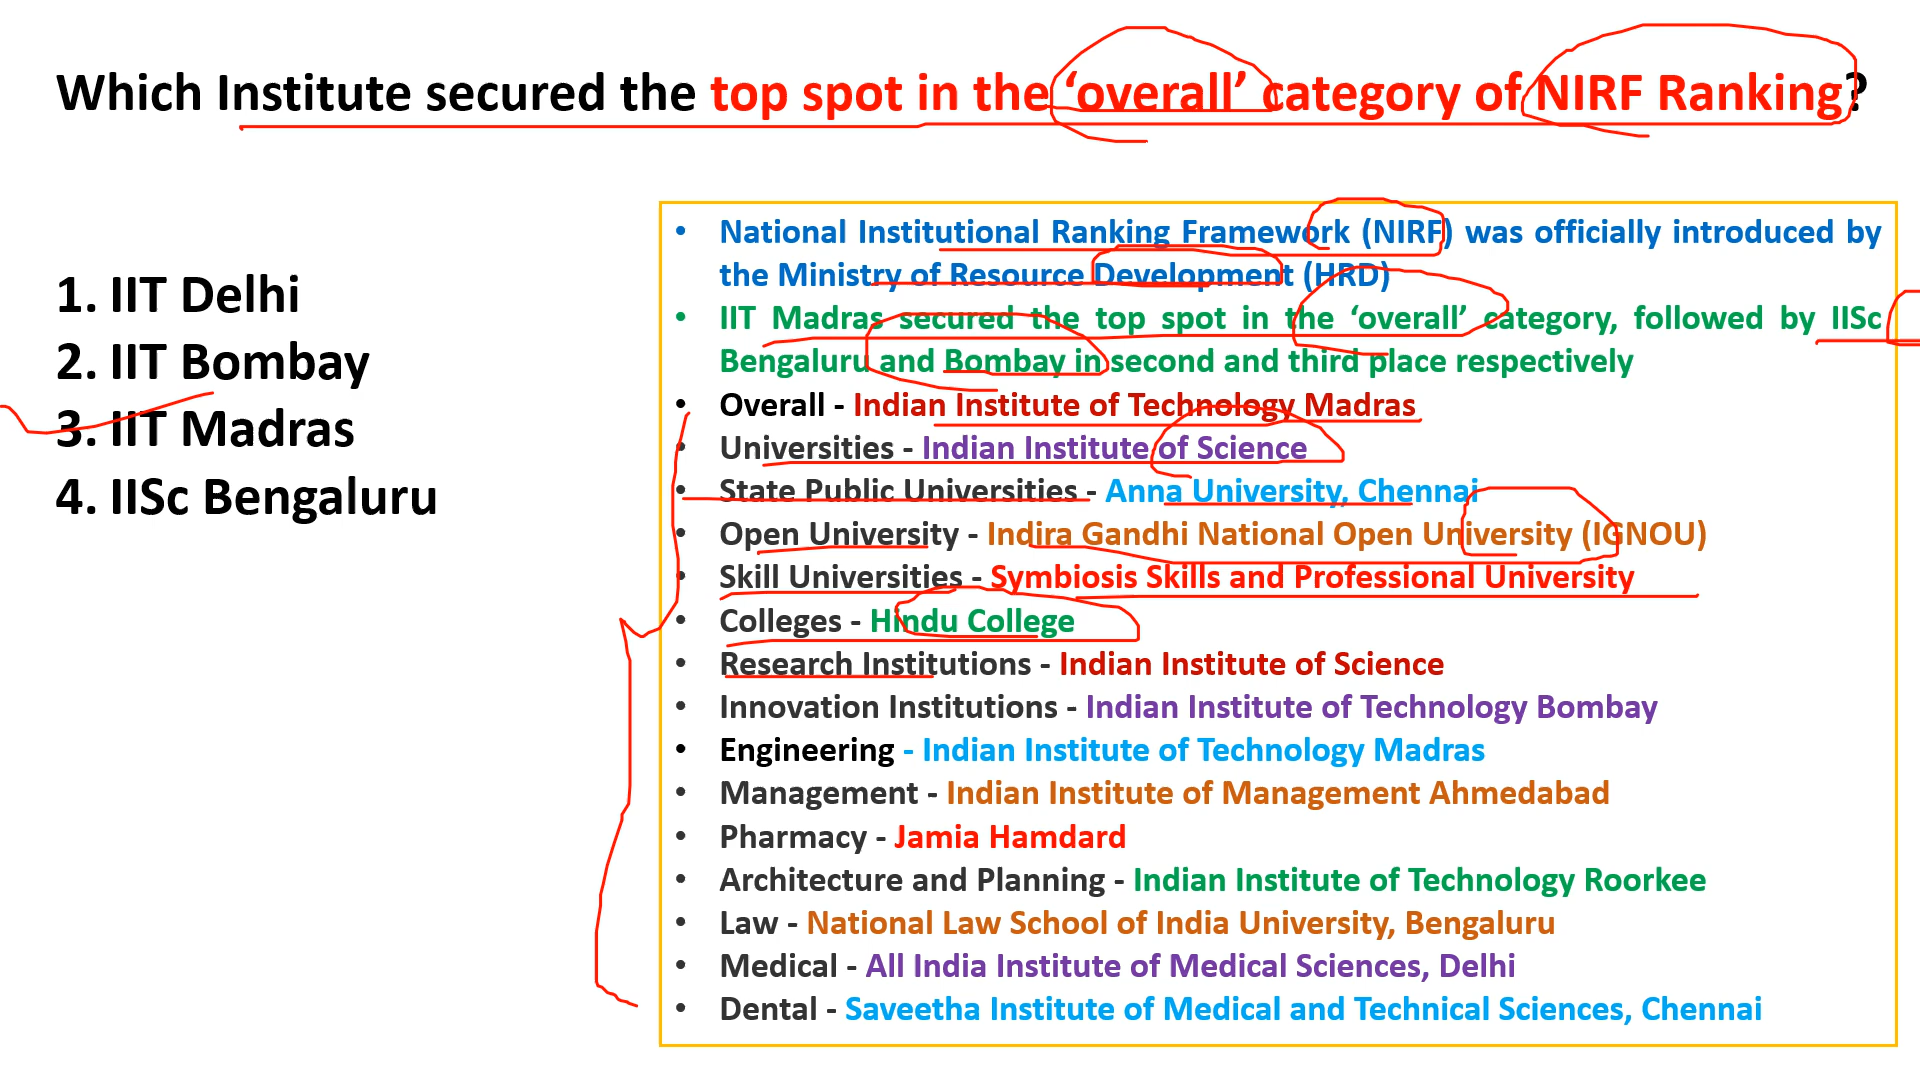 Which Institute secured the top spot in the ‘overall’ category of NIRF Ranking?
1. IIT Delhi
2. IIT Bombay
3. IIT Madras
4. IISc Bengaluru
• National Institutional Ranking Framework (NIRF) was officially introduced by
the Ministry of Resource Development (HRD)
• IIT Madras secured the top spot in the ‘overall’ category, followed by IISc
Bengaluru and Bombay in second and third place respectively
• Overall - Indian Institute of Technology Madras
• Universities - Indian Institute of Science
• State Public Universities - Anna University, Chennai
• Open University - Indira Gandhi National Open University (IGNOU)
• Skill Universities - Symbiosis Skills and Professional University
• Colleges - Hindu College
• Research Institutions - Indian Institute of Science
• Innovation Institutions - Indian Institute of Technology Bombay
• Engineering - Indian Institute of Technology Madras
• Management - Indian Institute of Management Ahmedabad
• Pharmacy - Jamia Hamdard
• Architecture and Planning - Indian Institute of Technology Roorkee
• Law - National Law School of India University, Bengaluru
• Medical - All India Institute of Medical Sciences, Delhi
• Dental - Saveetha Institute of Medical and Technical Sciences, Chennai